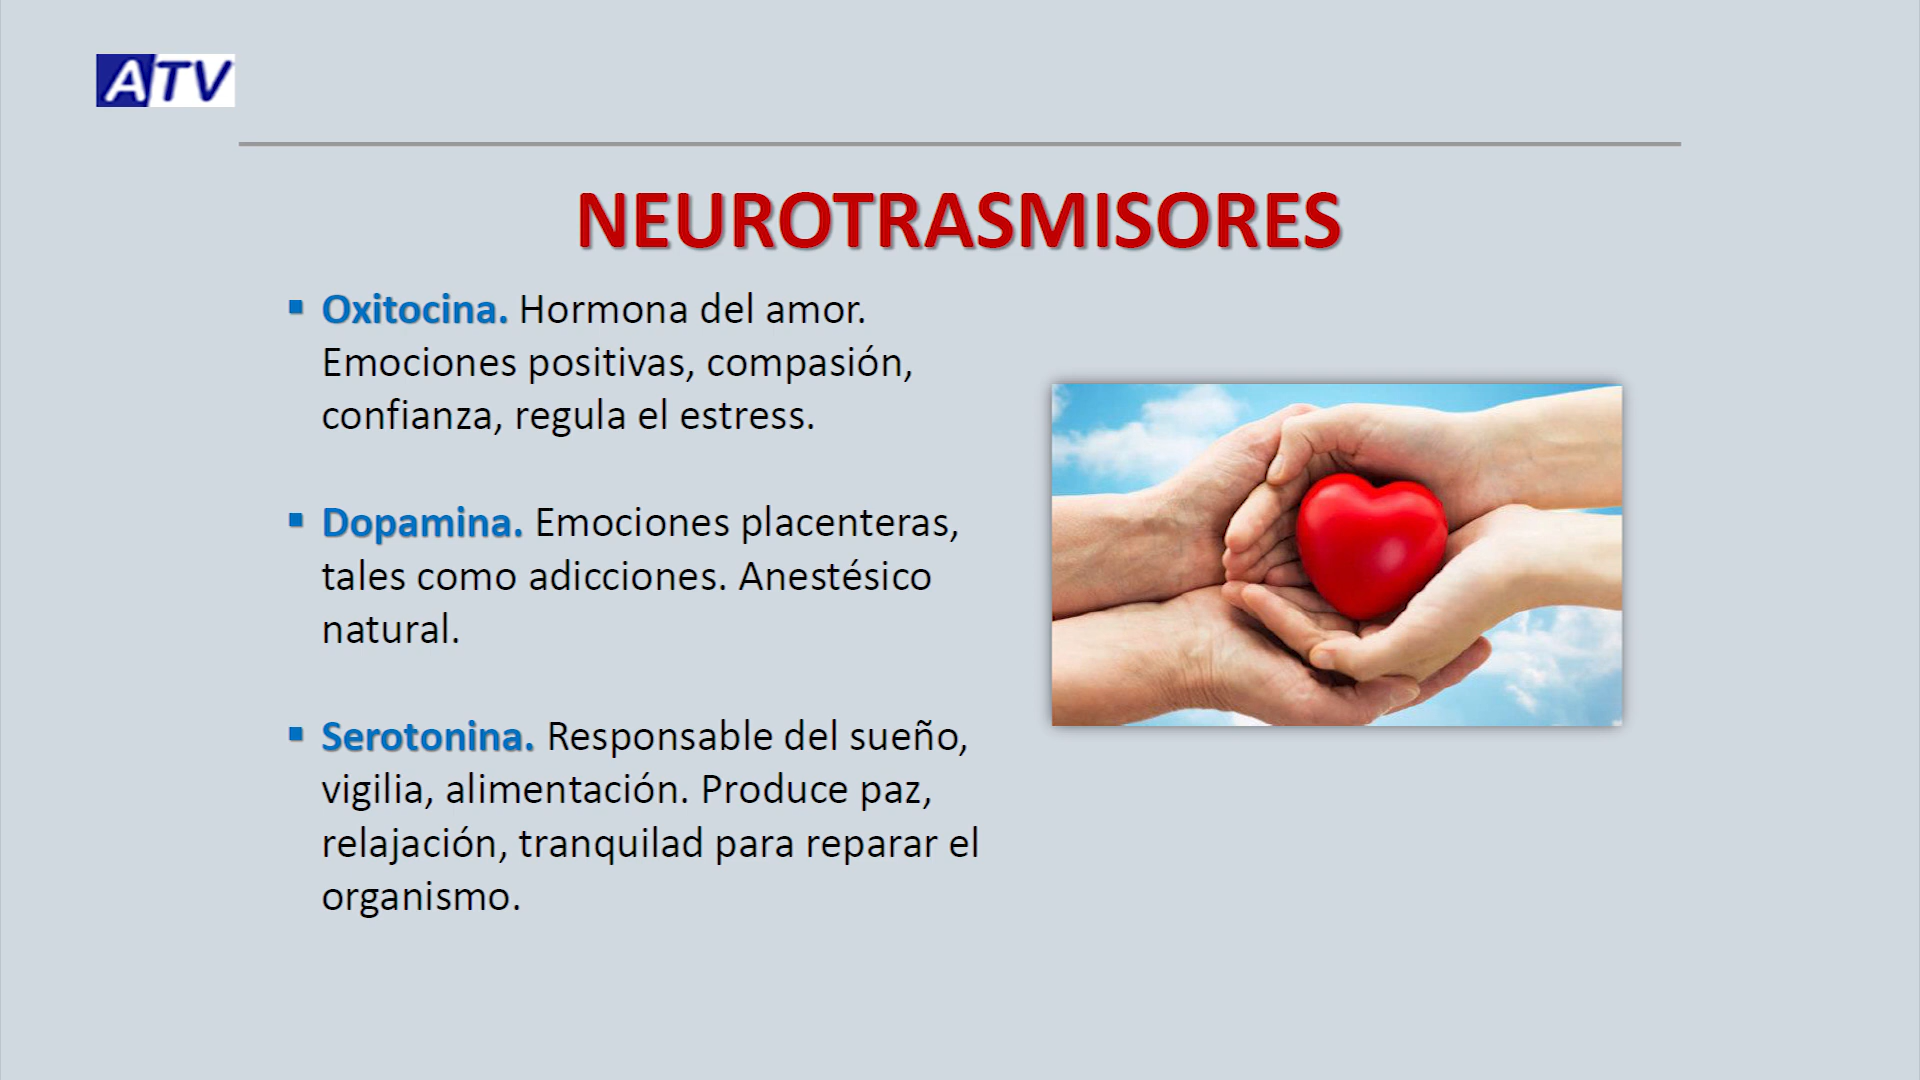 ATV
NEUROTRASMISORES
▪ Oxitocina. Hormona del amor.
Emociones positivas, compasión,
confianza, regula el estress.
▪ Dopamina. Emociones placenteras,
tales como adicciones. Anestésico
natural.
▪ Serotonina. Responsable del sueño,
vigilia, alimentación. Produce paz,
relajación, tranquilad para reparar el
organismo.